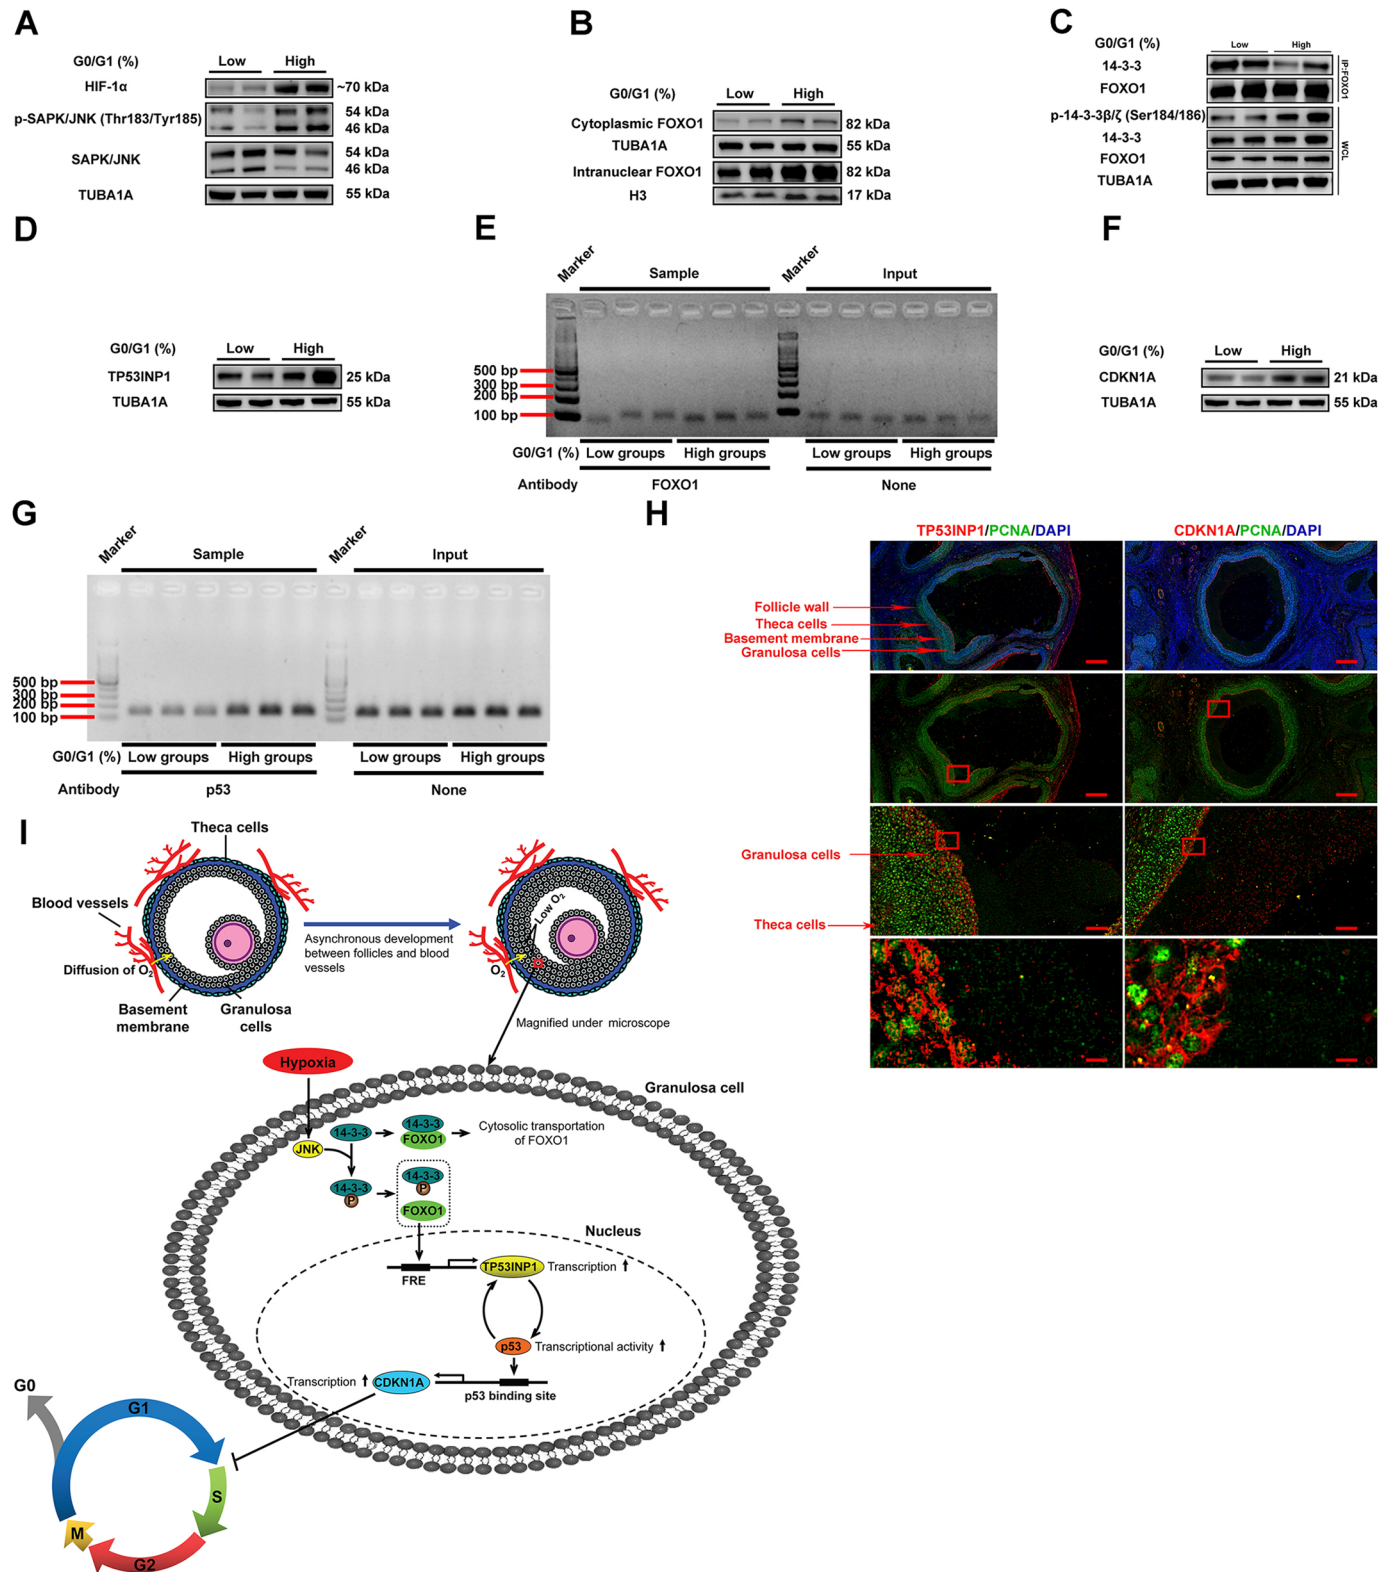 A
G0/G1 (%)
Low
High
HIF-1α
~70 kDa
p-SAPK/JNK (Thr183/Tyr185)
54 kDa
46 kDa
SAPK/JNK
54 kDa
46 kDa
TUBA1A
55 kDa
B
G0/G1 (%)
Low
High
Cytoplasmic FOXO1
82 kDa
TUBA1A
55 kDa
Intranuclear FOXO1
82 kDa
H3
17 kDa
C
G0/G1 (%)
Low
High
14-3-3
FOXO1
IP:FOXO1
p-14-3-3β/ζ (Ser184/186)
14-3-3
FOXO1
TUBA1A
WCL
D
G0/G1 (%)
Low
High
TP53INP1
25 kDa
TUBA1A
55 kDa
E
Marker
Sample
Marker
Input
500 bp
300 bp
200 bp
100 bp
G0/G1 (%)
Low groups
High groups
Low groups
High groups
Antibody
FOXO1
None
F
G0/G1 (%)
Low
High
CDKN1A
21 kDa
TUBA1A
55 kDa
G
Marker
Sample
Marker
Input
500 bp
300 bp
200 bp
100 bp
G0/G1 (%)
Low groups
High groups
Low groups
High groups
Antibody
p53
None
H
TP53INP1/PCNA/DAPI
CDKN1A/PCNA/DAPI
Follicle wall
Theca cells
Basement membrane
Granulosa cells
Granulosa cells
Theca cells
I
Theca cells
Blood vessels
Diffusion of O2
Basement
membrane
Granulosa
cells
Asynchronous development
between follicles and blood
vessels
Low O2
O2
Magnified under microscope
Hypoxia
Granulosa cell
JNK
14-3-3
14-3-3
FOXO1
Cytosolic transportation
of FOXO1
14-3-3
P
14-3-3
P
FOXO1
Nucleus
FRE
TP53INP1
Transcription
p53
Transcriptional activity
Transcription
CDKN1A
p53 binding site
G0
G1
S
G2
M